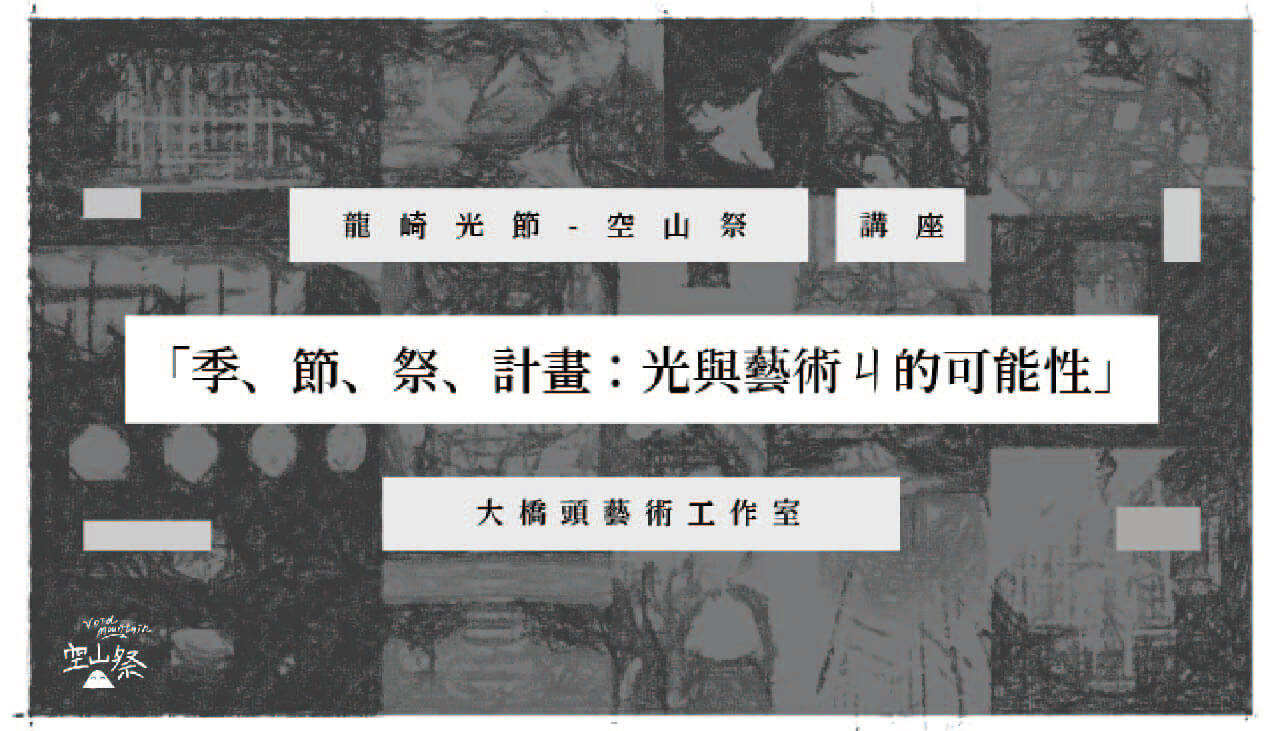 龍崎光節-空山祭 講座
「季、節、祭、計畫：光與藝術ㄐ的可能性」
大橋頭藝術工作室
void
mountain
空山祭